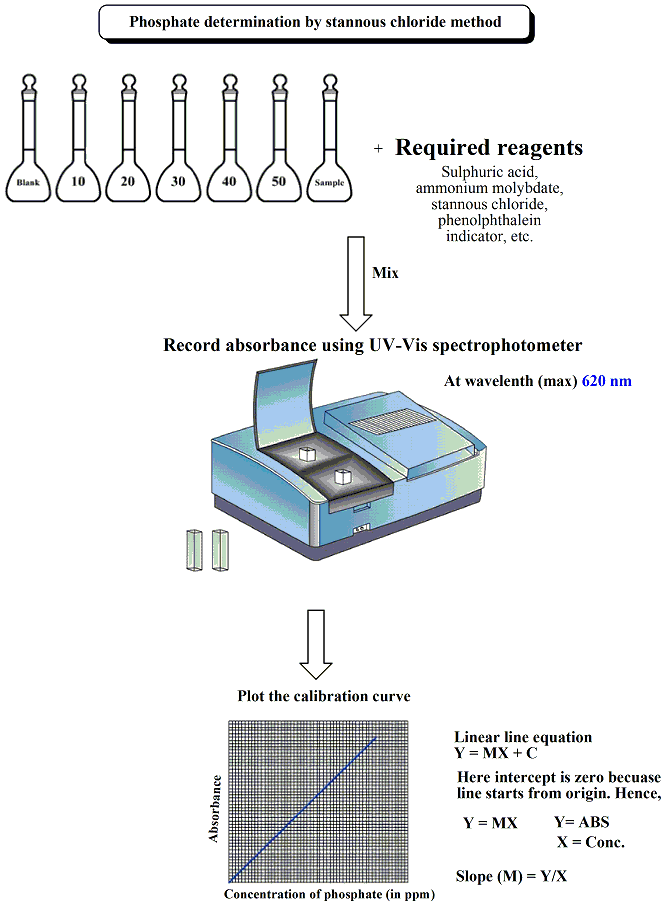 Phosphate determination by stannous chloride method
Blank
10
20
30
40
50
Sample
+ Required reagents
Sulphuric acid,
ammonium molybdate,
stannous chloride,
phenolphthalein
indicator, etc.
Mix
Record absorbance using UV-Vis spectrophotometer
At wavelenth (max) 620 nm
Plot the calibration curve
Absorbance
Concentration of phosphate (in ppm)
Linear line equation
Y = MX + C
Here intercept is zero becuase
line starts from origin. Hence,
Y = MX
Y= ABS
X = Conc.
Slope (M) = Y/X